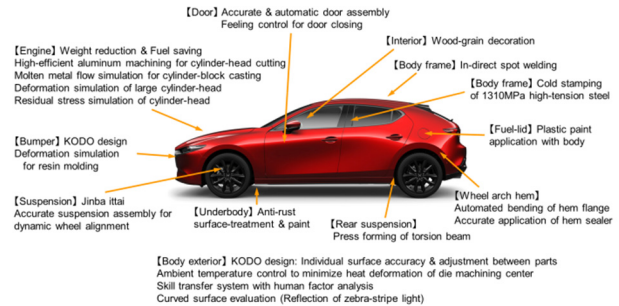 【Door】Accurate & automatic door assembly
Feeling control for door closing
【Engine】Weight reduction & Fuel saving
High-efficient aluminum machining for cylinder-head cutting
Molten metal flow simulation for cylinder-block casting
Deformation simulation of large cylinder-head
Residual stress simulation of cylinder-head
【Interior】Wood-grain decoration
【Body frame】In-direct spot welding
【Body frame】Cold stamping
of 1310MPa high-tension steel
【Bumper】KODO design
Deformation simulation
for resin molding
【Fuel-lid】Plastic paint
application with body
【Suspension】Jinba ittai
Accurate suspension assembly for
dynamic wheel alignment
【Underbody】Anti-rust
surface-treatment & paint
【Rear suspension】
Press forming of torsion beam
【Wheel arch hem】
Automated bending of hem flange
Accurate application of hem sealer
【Body exterior】KODO design: Individual surface accuracy & adjustment between parts
Ambient temperature control to minimize heat deformation of die machining center
Skill transfer system with human factor analysis
Curved surface evaluation (Reflection of zebra-stripe light)